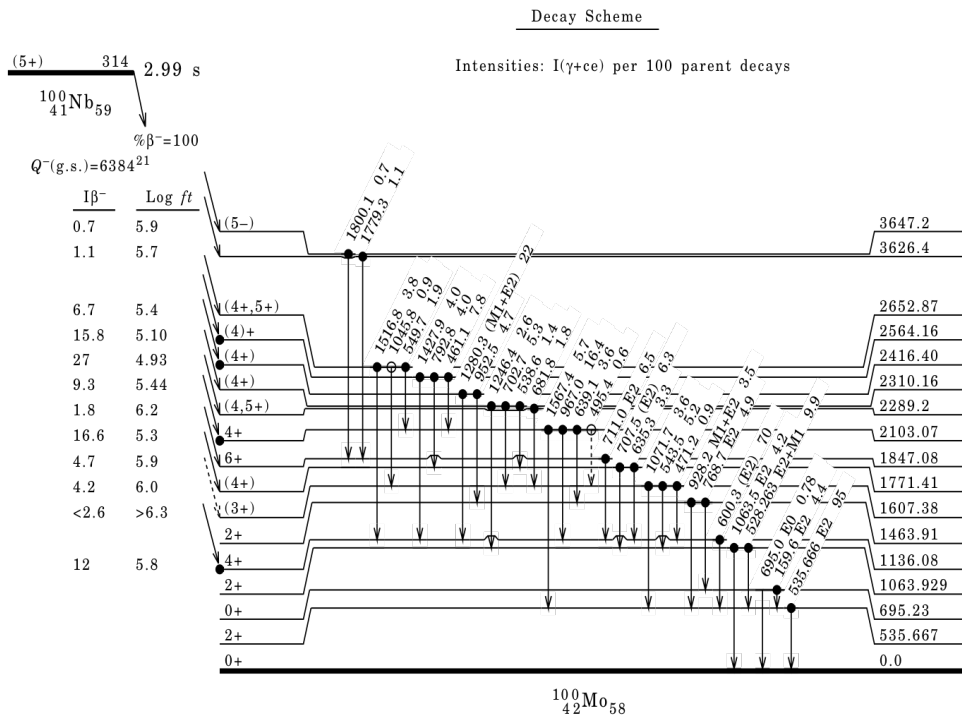 Decay Scheme
(5+) 314 2.99 s
Intensities: I(γ+ce) per 100 parent decays
¹⁰⁰₄₁Nb₅₉
%β⁻=100
Q⁻(g.s.)=6384²¹
Iβ⁻ Log ft
0.7 5.9 (5−) 3647.2
1.1 5.7 3626.4
6.7 5.4 (4+,5+) 2652.87
15.8 5.10 (4)+ 2564.16
27 4.93 (4+) 2416.40
9.3 5.44 (4+) 2310.16
1.8 6.2 (4,5+) 2289.2
16.6 5.3 4+ 2103.07
4.7 5.9 6+ 1847.08
4.2 6.0 (4+) 1771.41
<2.6 >6.3 (3+) 1607.38
2+ 1463.91
12 5.8 4+ 1136.08
2+ 1063.929
0+ 695.23
2+ 535.667
0+ 0.0
1800.1 0.7
1779.3 1.1
1516.8 3.8
1045.8 0.9
549.7 1.9
1427.9 4.0
792.8 4.0
461.1 7.8
1280.3 (M1+E2) 22
952.5 4.7
1246.4 2.6
702.7 5.3
538.6 1.4
681.8 1.8
1567.4 5.7
967.0 16.4
639.1 3.6
495.4 0.6
711.0 E2 6.5
707.5 (E2) 6.3
635.3 3.3
1071.7 3.6
543.5 5.2
471.2 0.9
928.2 M1+E2 3.5
768.7 E2 4.9
600.3 (E2) 70
1063.5 E2 4.2
528.263 E2+M1 9.9
695.0 E0 0.78
159.6 E2 4.4
535.666 E2 95
¹⁰⁰₄₂Mo₅₈